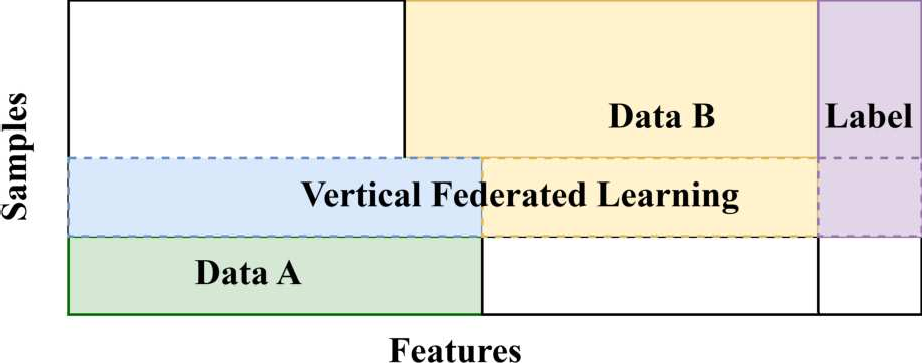 Samples
Data B
Label
Vertical Federated Learning
Data A
Features